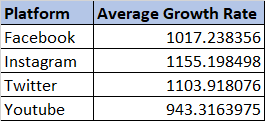 Platform Average Growth Rate
Facebook 1017.238356
Instagram 1155.198498
Twitter 1103.918076
Youtube 943.3163975